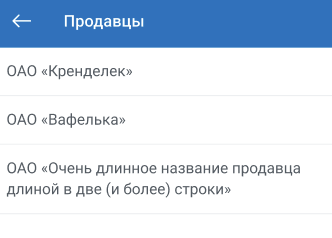 Продавцы
ОАО «Кренделек»
ОАО «Вафелька»
ОАО «Очень длинное название продавца
длиной в две (и более) строки»